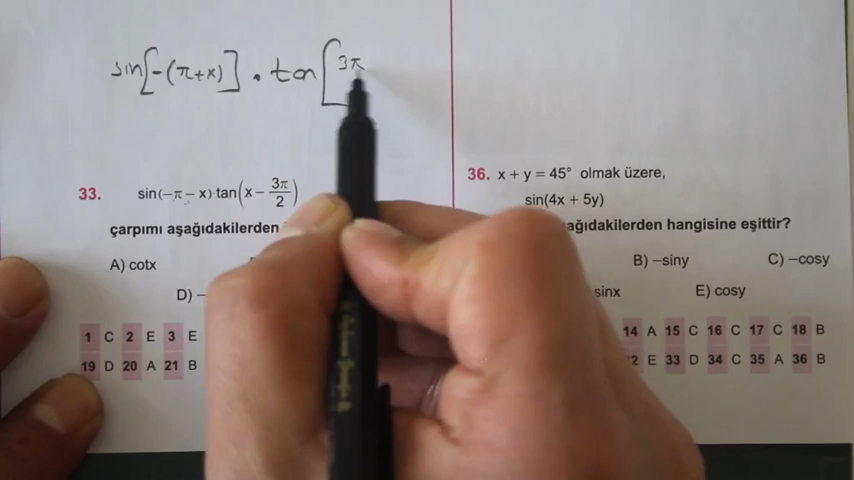 sin[-(π+x)] . tan[3π
33. sin(−π − x)·tan(x − 3π/2)
çarpımı aşağıdakilerden
A) cotx
D) −
1 C 2 E 3 E
19 D 20 A 21 B
36. x + y = 45° olmak üzere,
sin(4x + 5y)
aşağıdakilerden hangisine eşittir?
B) −siny C) −cosy
sinx E) cosy
14 A 15 C 16 C 17 C 18 B
E 33 D 34 C 35 A 36 B